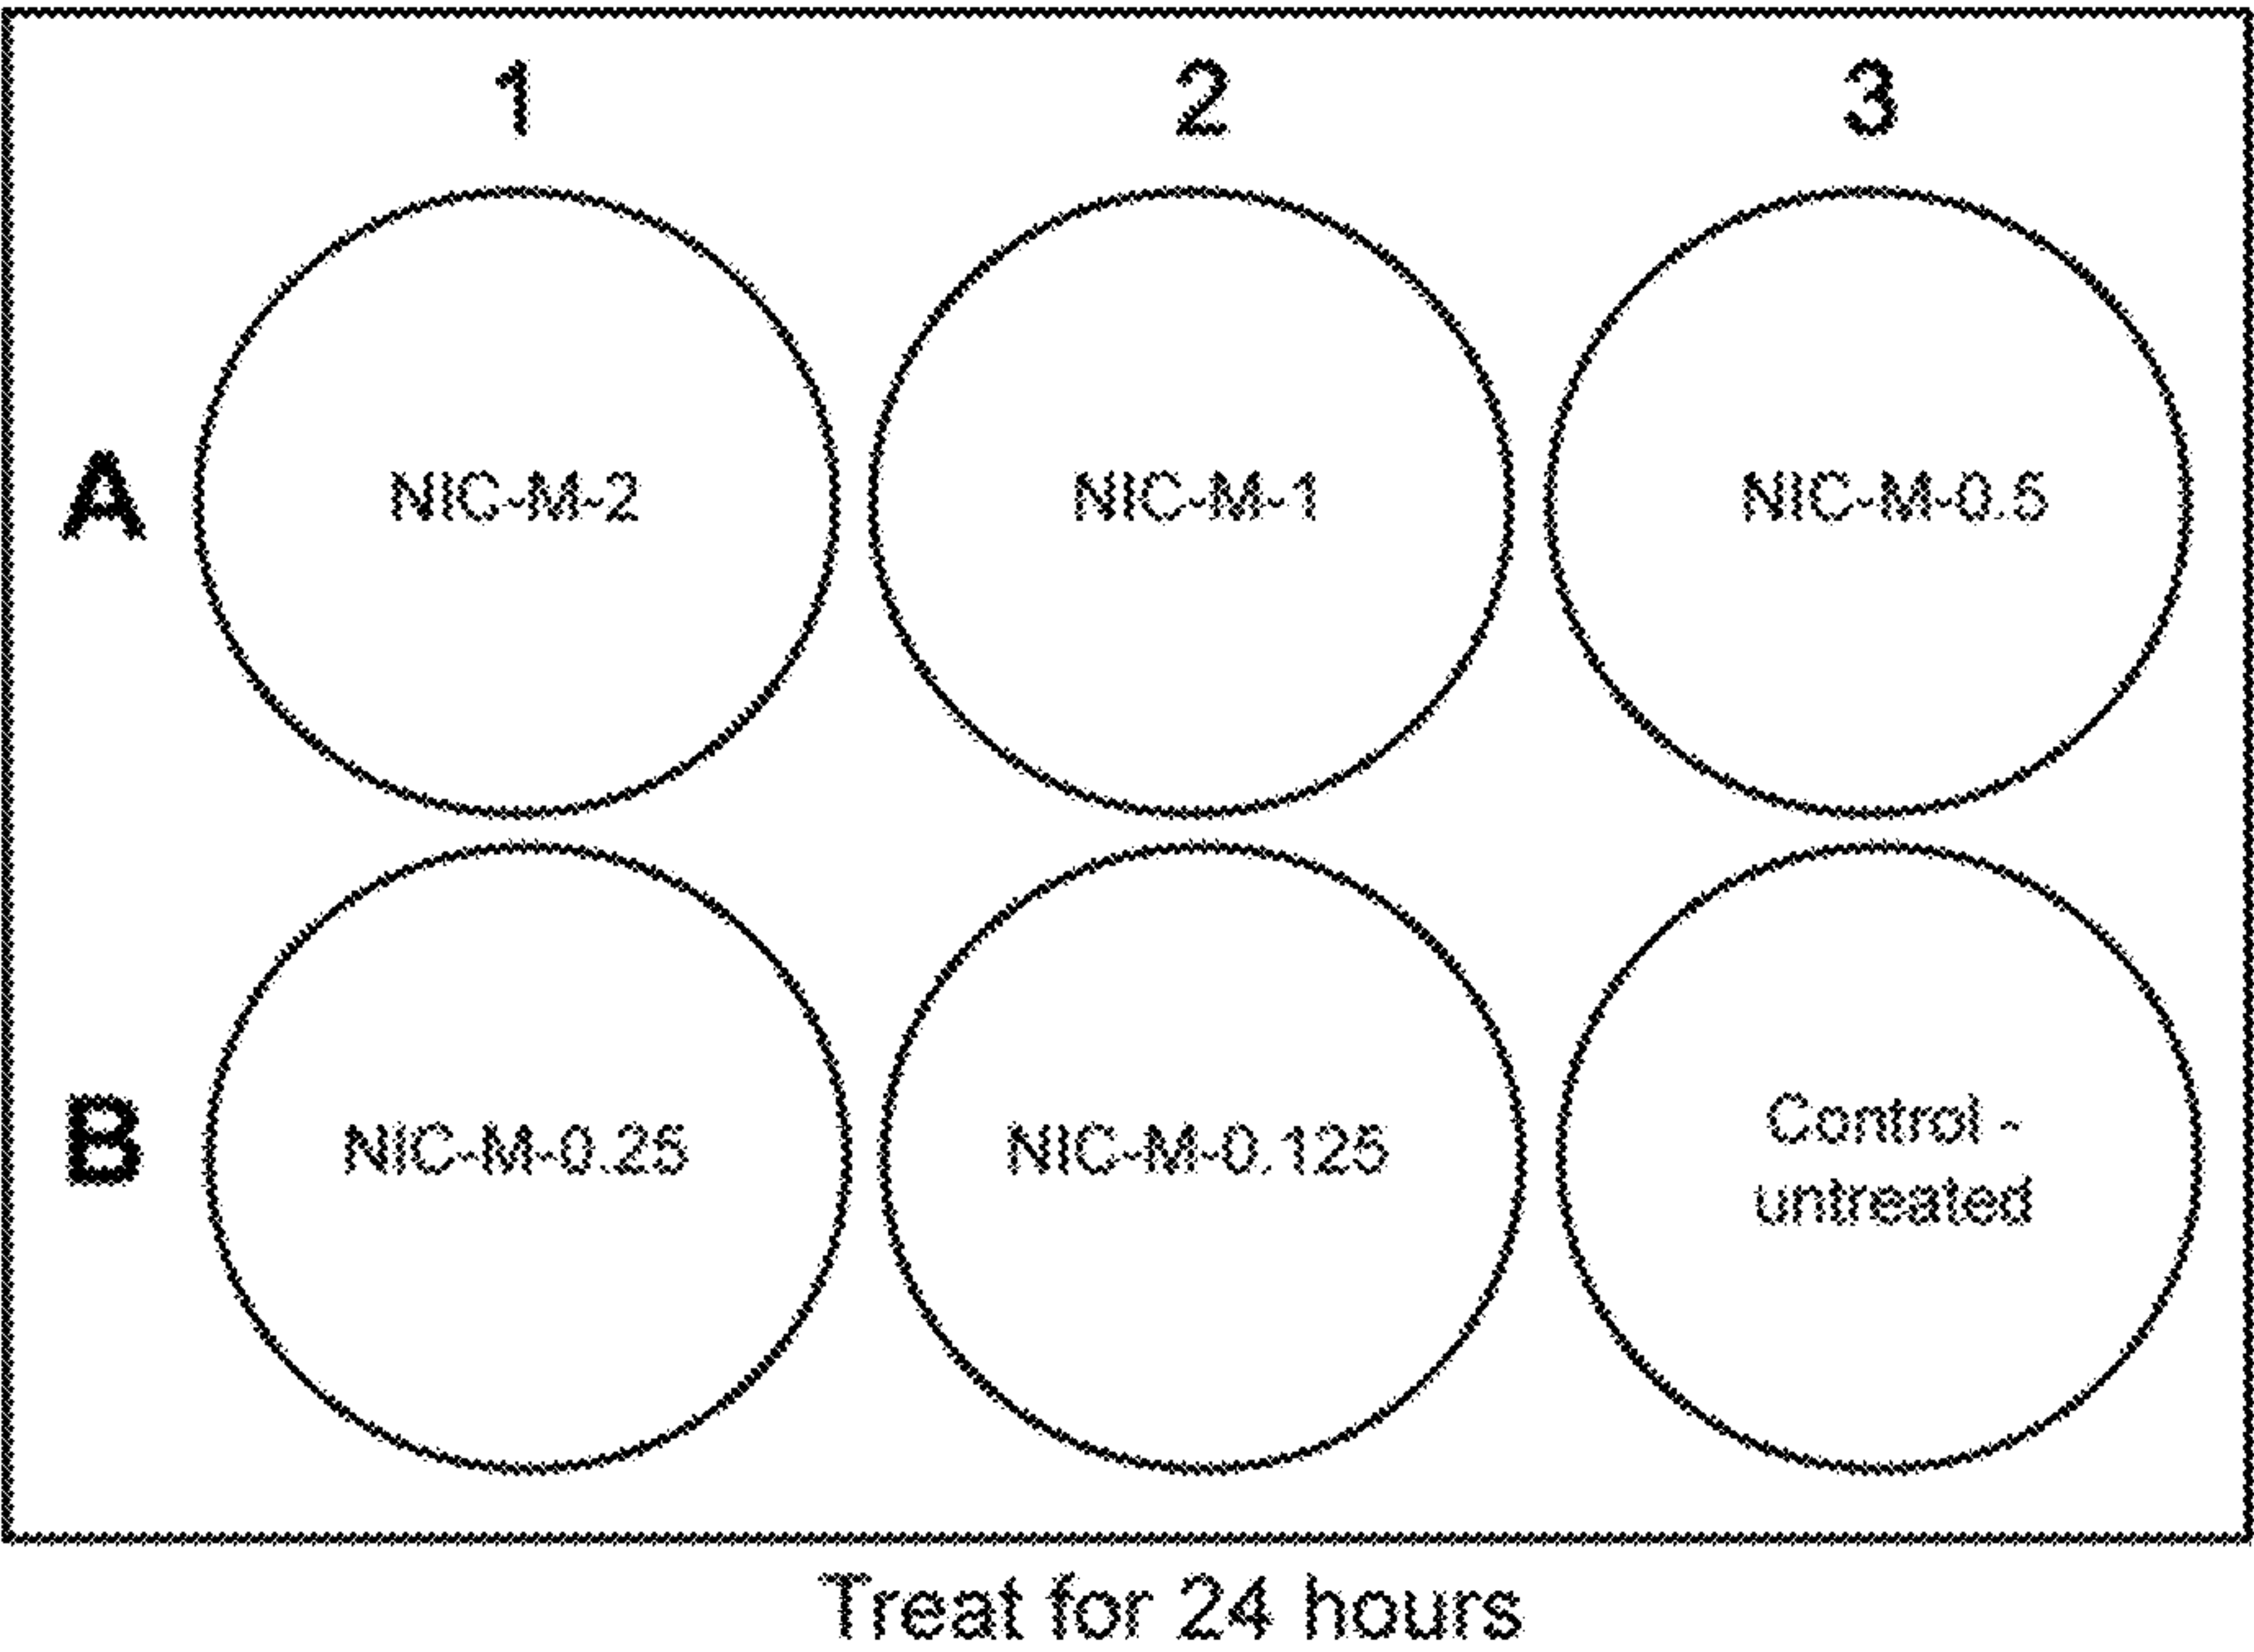 1 2 3
A NIC-M-2 NIC-M-1 NIC-M-0.5
B NIC-M-0.25 NIC-M-0.125 Control -
untreated
Treat for 24 hours